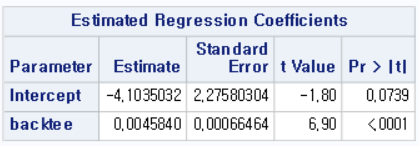 Estimated Regression Coefficients
Parameter Estimate Standard Error t Value Pr > |t|
Intercept -4,1035032 2,27580304 -1,80 0,0739
backtee 0,0045840 0,00066464 6,90 <0001